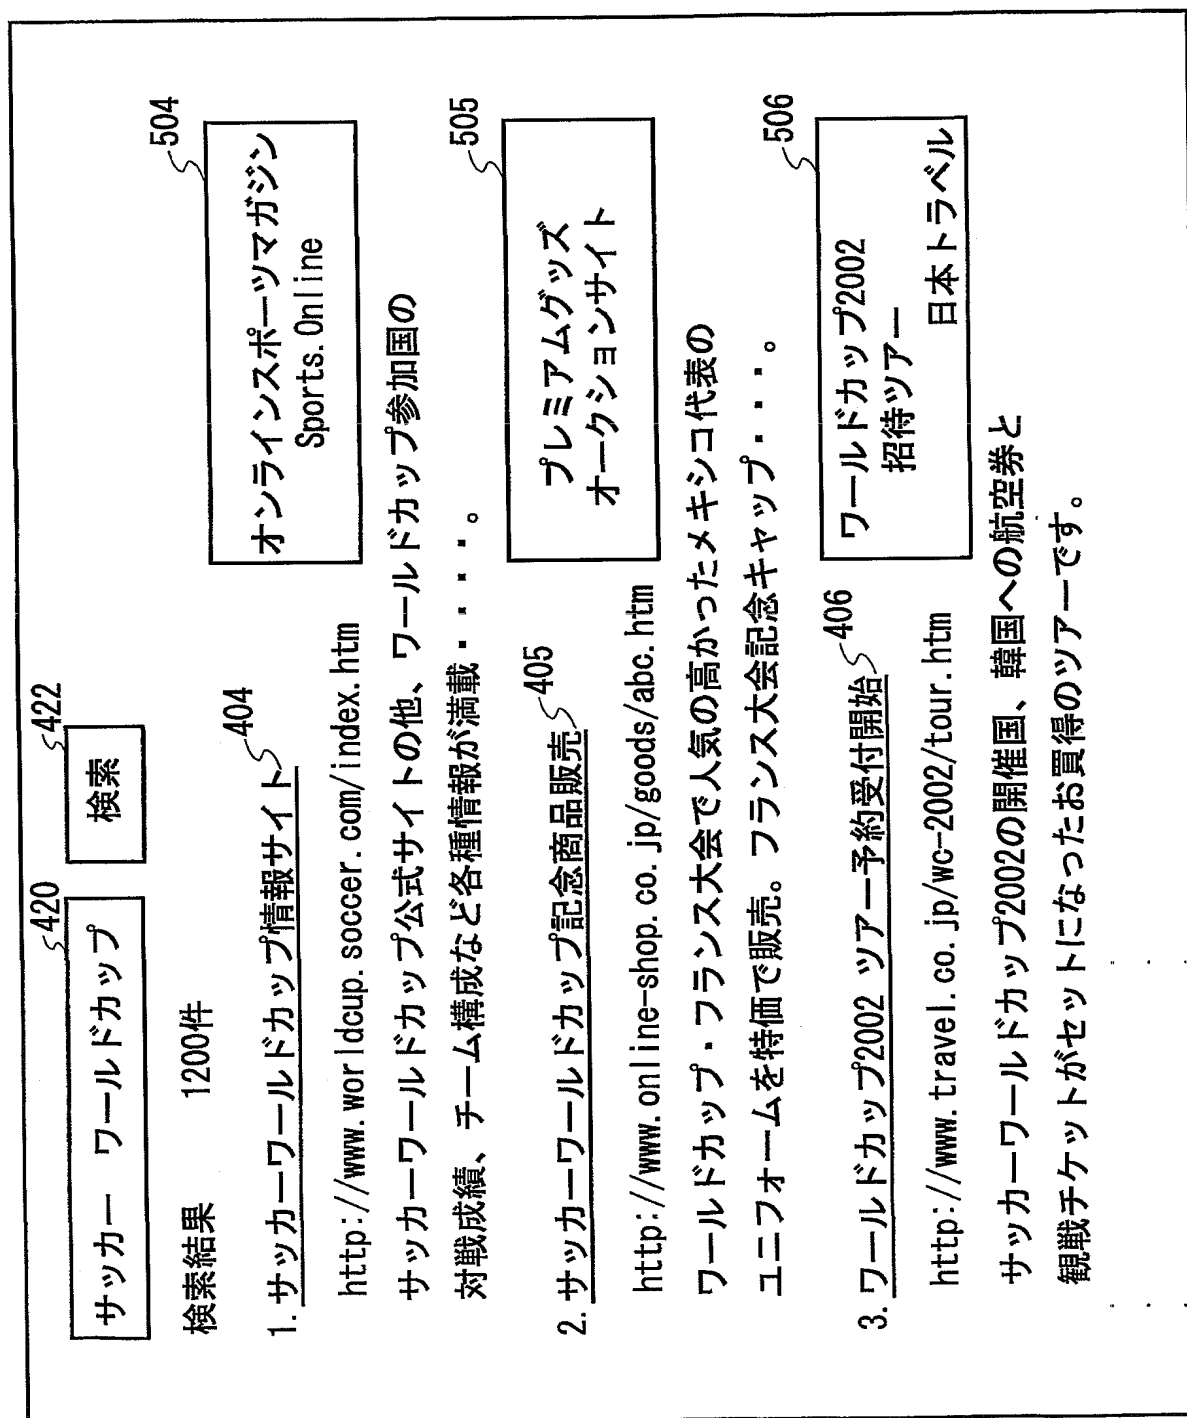 420
422
サッカー　ワールドカップ
検索
検索結果　1200件
504
オンラインスポーツマガジン
Sports.Online
1. サッカーワールドカップ情報サイト
404
http://www.worldcup.soccer.com/index.htm
サッカーワールドカップ公式サイトの他、ワールドカップ参加国の
対戦成績、チーム構成など各種情報が満載・・・・。
505
プレミアムグッズ
オークションサイト
2. サッカーワールドカップ記念商品販売
405
http://www.online-shop.co.jp/goods/abc.htm
ワールドカップ・フランス大会で人気の高かったメキシコ代表の
ユニフォームを特価で販売。フランス大会記念キャップ・・・。
506
ワールドカップ2002
招待ツアー
日本トラベル
3. ワールドカップ2002 ツアー予約受付開始
406
http://www.travel.co.jp/wc-2002/tour.htm
サッカーワールドカップ2002の開催国、韓国への航空券と
観戦チケットがセットになったお買得のツアーです。